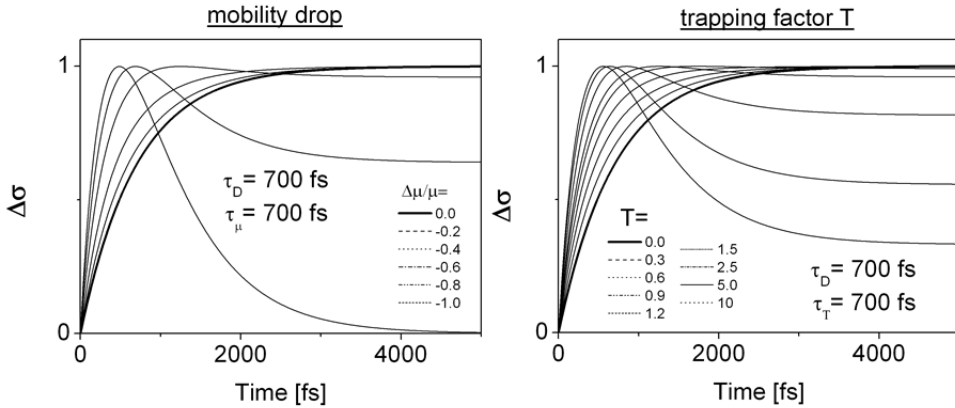 mobility drop
1
Δσ
0
τD= 700 fs
τμ= 700 fs
Δμ/μ=
0.0
-0.2
-0.4
-0.6
-0.8
-1.0
0
2000
4000
Time [fs]
trapping factor T
1
Δσ
0
T=
0.0
0.3
0.6
0.9
1.2
1.5
2.5
5.0
10
τD= 700 fs
τT= 700 fs
0
2000
4000
Time [fs]